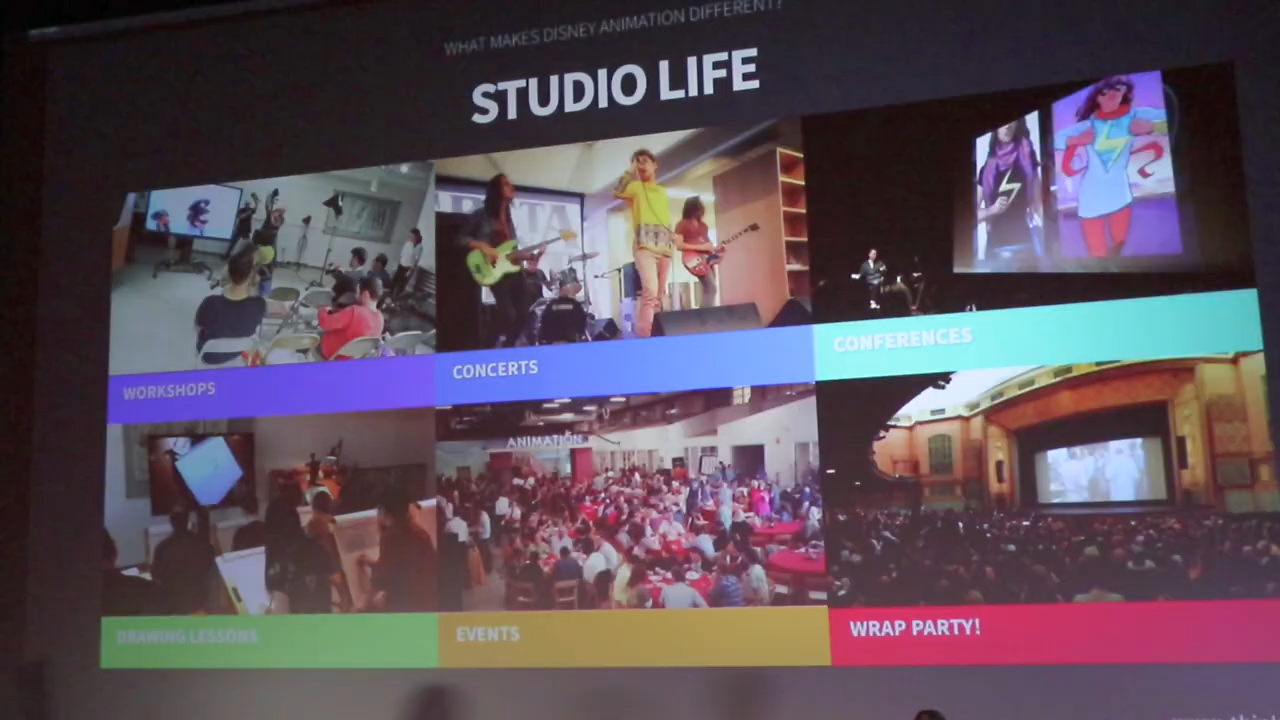 WHAT MAKES DISNEY ANIMATION DIFFERENT?
STUDIO LIFE
WORKSHOPS
CONCERTS
CONFERENCES
ANIMATION
DRAWING LESSONS
EVENTS
WRAP PARTY!